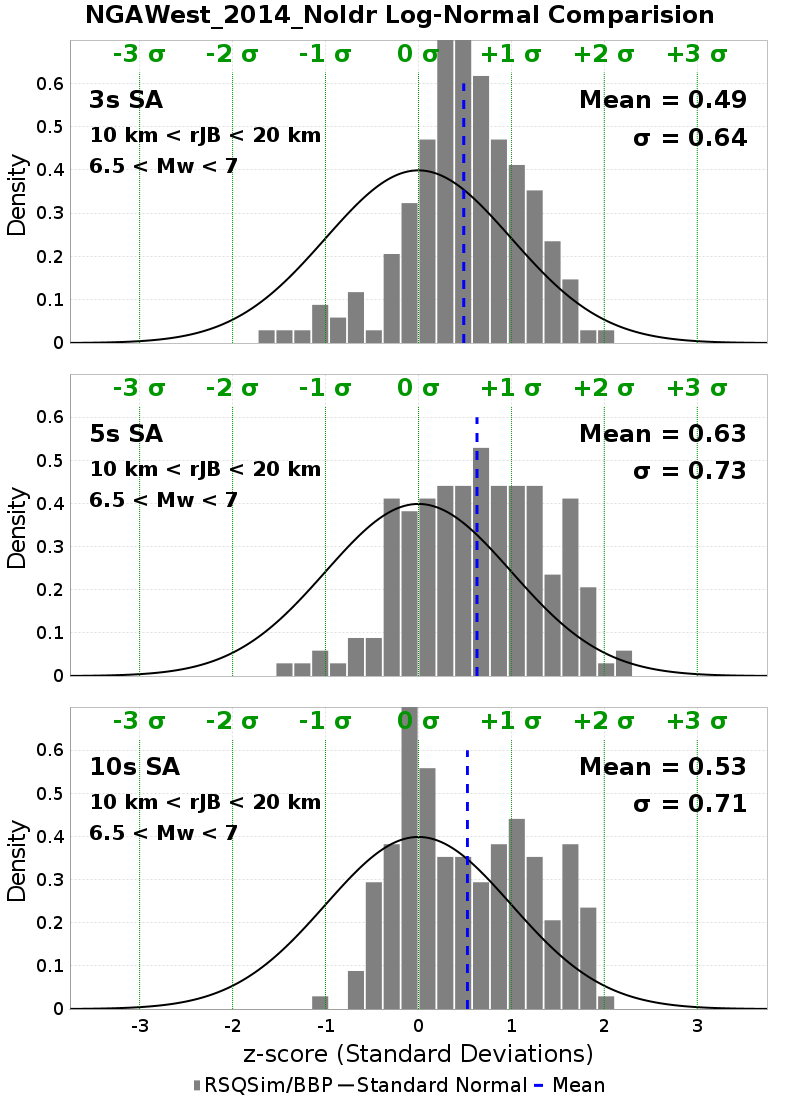 NGAWest_2014_NoIdr Log-Normal Comparision
-3 σ -2 σ -1 σ 0 σ +1 σ +2 σ +3 σ
0.6
3s SA Mean = 0.49
0.5
10 km < rJB < 20 km σ = 0.64
6.5 < Mw < 7
0.4
0.3
0.2
0.1
0
Density
-3 σ -2 σ -1 σ 0 σ +1 σ +2 σ +3 σ
0.6
5s SA Mean = 0.63
0.5
10 km < rJB < 20 km σ = 0.73
6.5 < Mw < 7
0.4
0.3
0.2
0.1
0
Density
-3 σ -2 σ -1 σ 0 σ +1 σ +2 σ +3 σ
0.6
10s SA Mean = 0.53
0.5
10 km < rJB < 20 km σ = 0.71
6.5 < Mw < 7
0.4
0.3
0.2
0.1
0
Density
-3 -2 -1 0 1 2 3
z-score (Standard Deviations)
RSQSim/BBP Standard Normal Mean